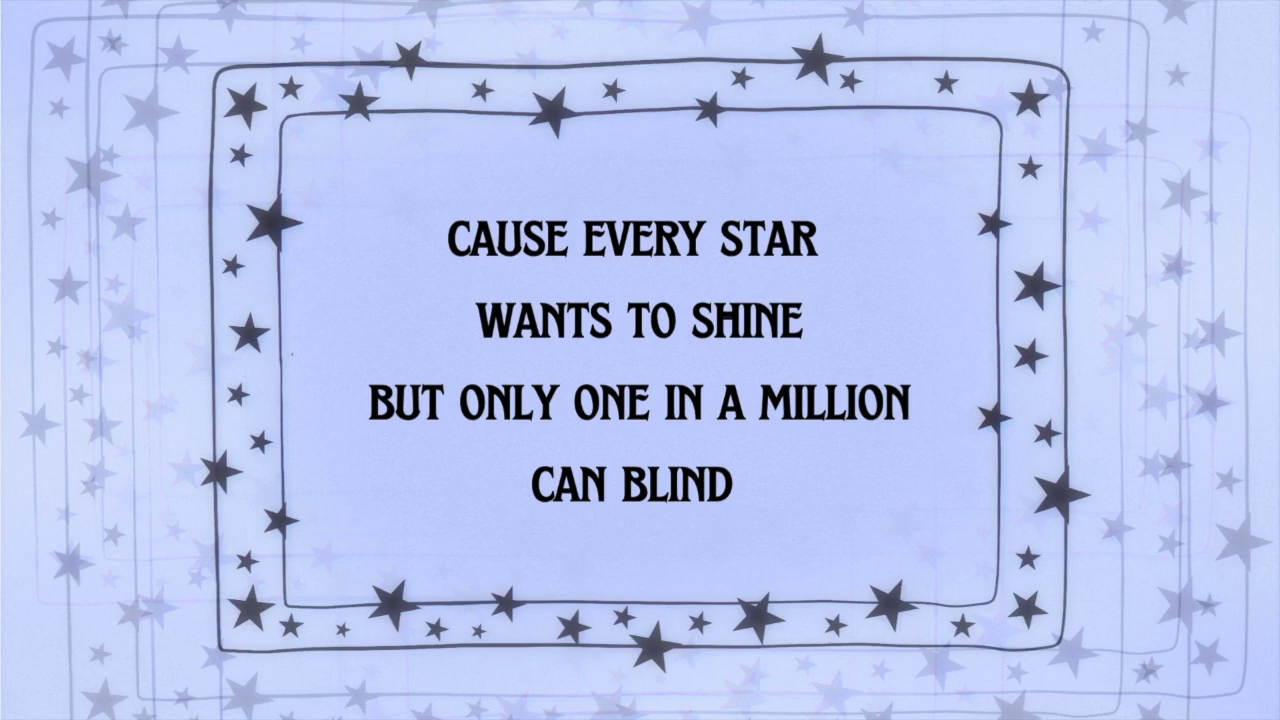 CAUSE EVERY STAR
WANTS TO SHINE
BUT ONLY ONE IN A MILLION
CAN BLIND